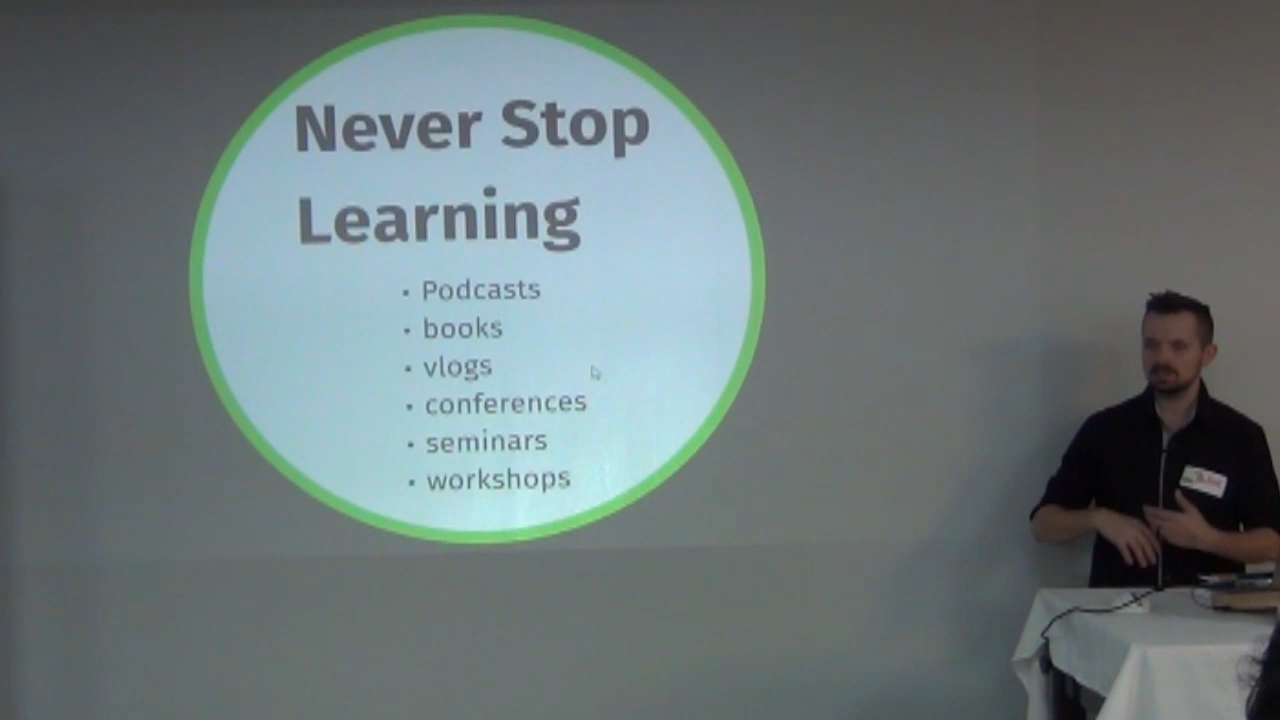 Never Stop
Learning
• Podcasts
• books
• vlogs
• conferences
• seminars
• workshops